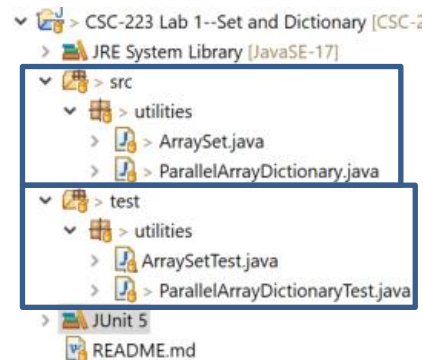 > CSC-223 Lab 1--Set and Dictionary [CSC-2
> JRE System Library [JavaSE-17]
> src
> utilities
> > ArraySet.java
> > ParallelArrayDictionary.java
> test
> utilities
> ArraySetTest.java
> > ParallelArrayDictionaryTest.java
> JUnit 5
README.md